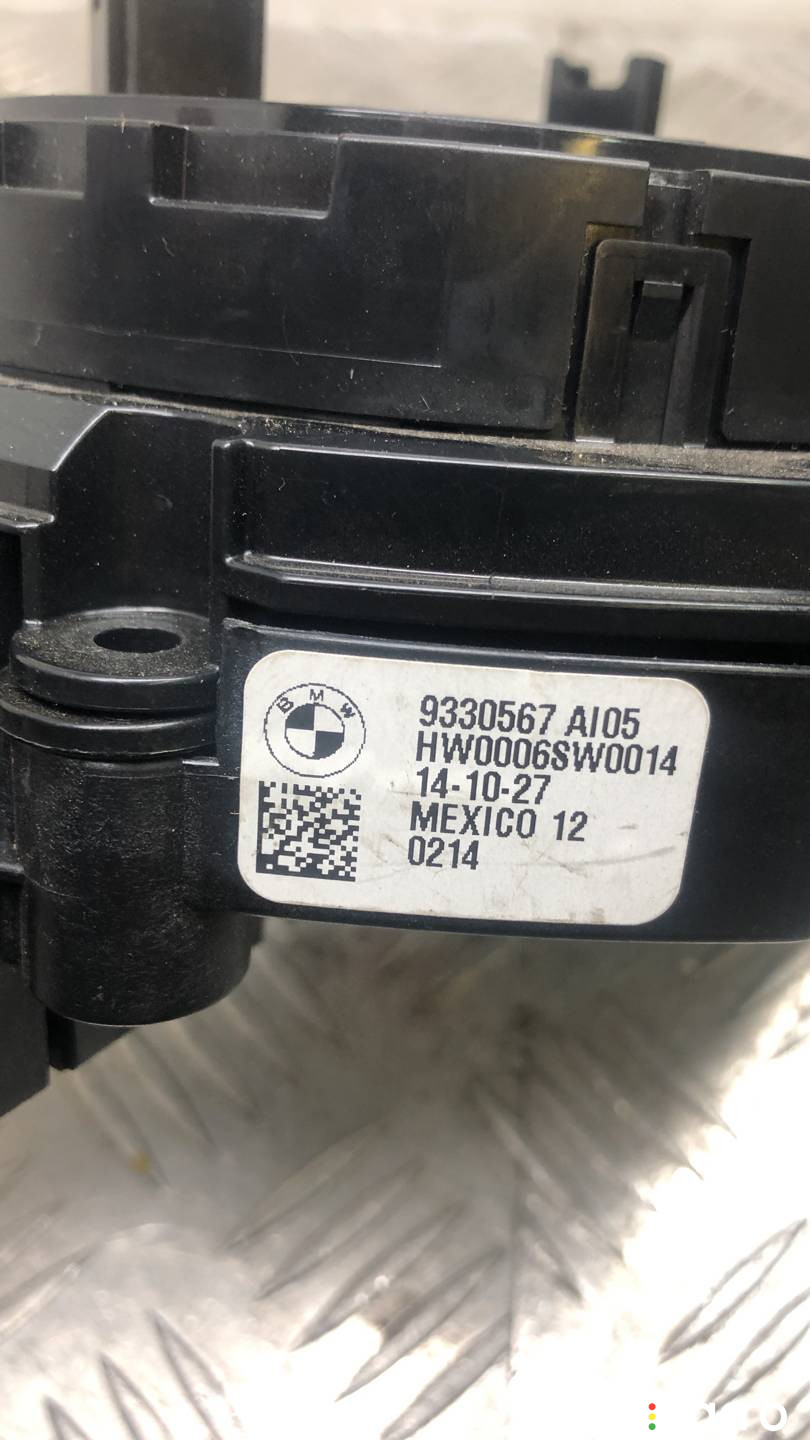 BMW
9330567 AI05
HW0006SW0014
14-10-27
MEXICO 12
0214